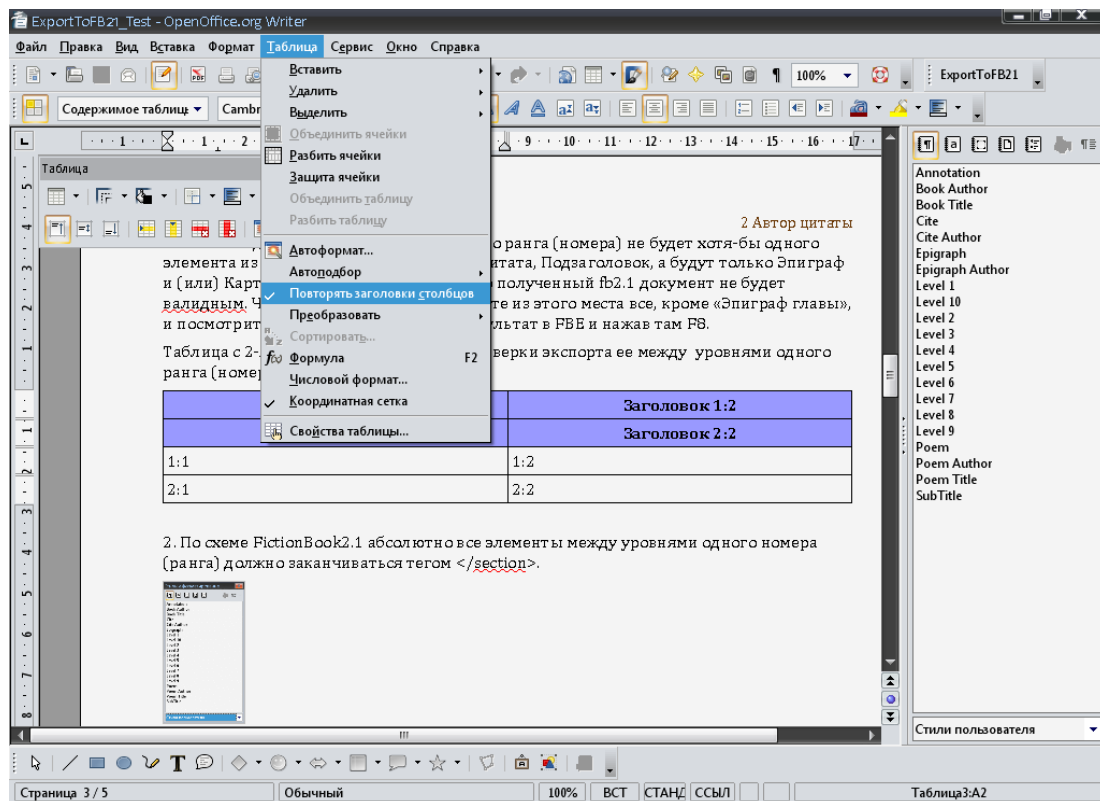 ExportToFB21_Test - OpenOffice.org Writer
Файл Правка Вид Вставка Формат Таблица Сервис Окно Справка
100% ExportToFB21
Содержимое таблиц Cambr
Вставить
Удалить
Выделить
Объединить ячейки
Разбить ячейки
Защита ячейки
Объединить таблицу
Разбить таблицу
Автоформат...
Автоподбор
Повторять заголовки столбцов
Преобразовать
Сортировать...
Формула F2
Числовой формат...
Координатная сетка
Свойства таблицы...
Таблица
2 Автор цитаты
о ранга (номера) не будет хотя-бы одного
элемента из итата, Подзаголовок, а будут только Эпиграф
и (или) Карт полученный fb2.1 документ не будет
валидным. Ч те из этого места все, кроме «Эпиграф главы»,
и посмотрит льтат в FBE и нажав там F8.
Таблица с 2- верки экспорта ее между уровнями одного
ранга (номе
Заголовок 1:2
Заголовок 2:2
1:1 1:2
2:1 2:2
2. По схеме FictionBook2.1 абсолютно все элементы между уровнями одного номера
(ранга) должно заканчиваться тегом </section>.
Annotation
Book Author
Book Title
Cite
Cite Author
Epigraph
Epigraph Author
Level 1
Level 10
Level 2
Level 3
Level 4
Level 5
Level 6
Level 7
Level 8
Level 9
Poem
Poem Author
Poem Title
SubTitle
Стили пользователя
Страница 3 / 5 Обычный 100% ВСТ СТАНД ССЫЛ Таблица3:A2